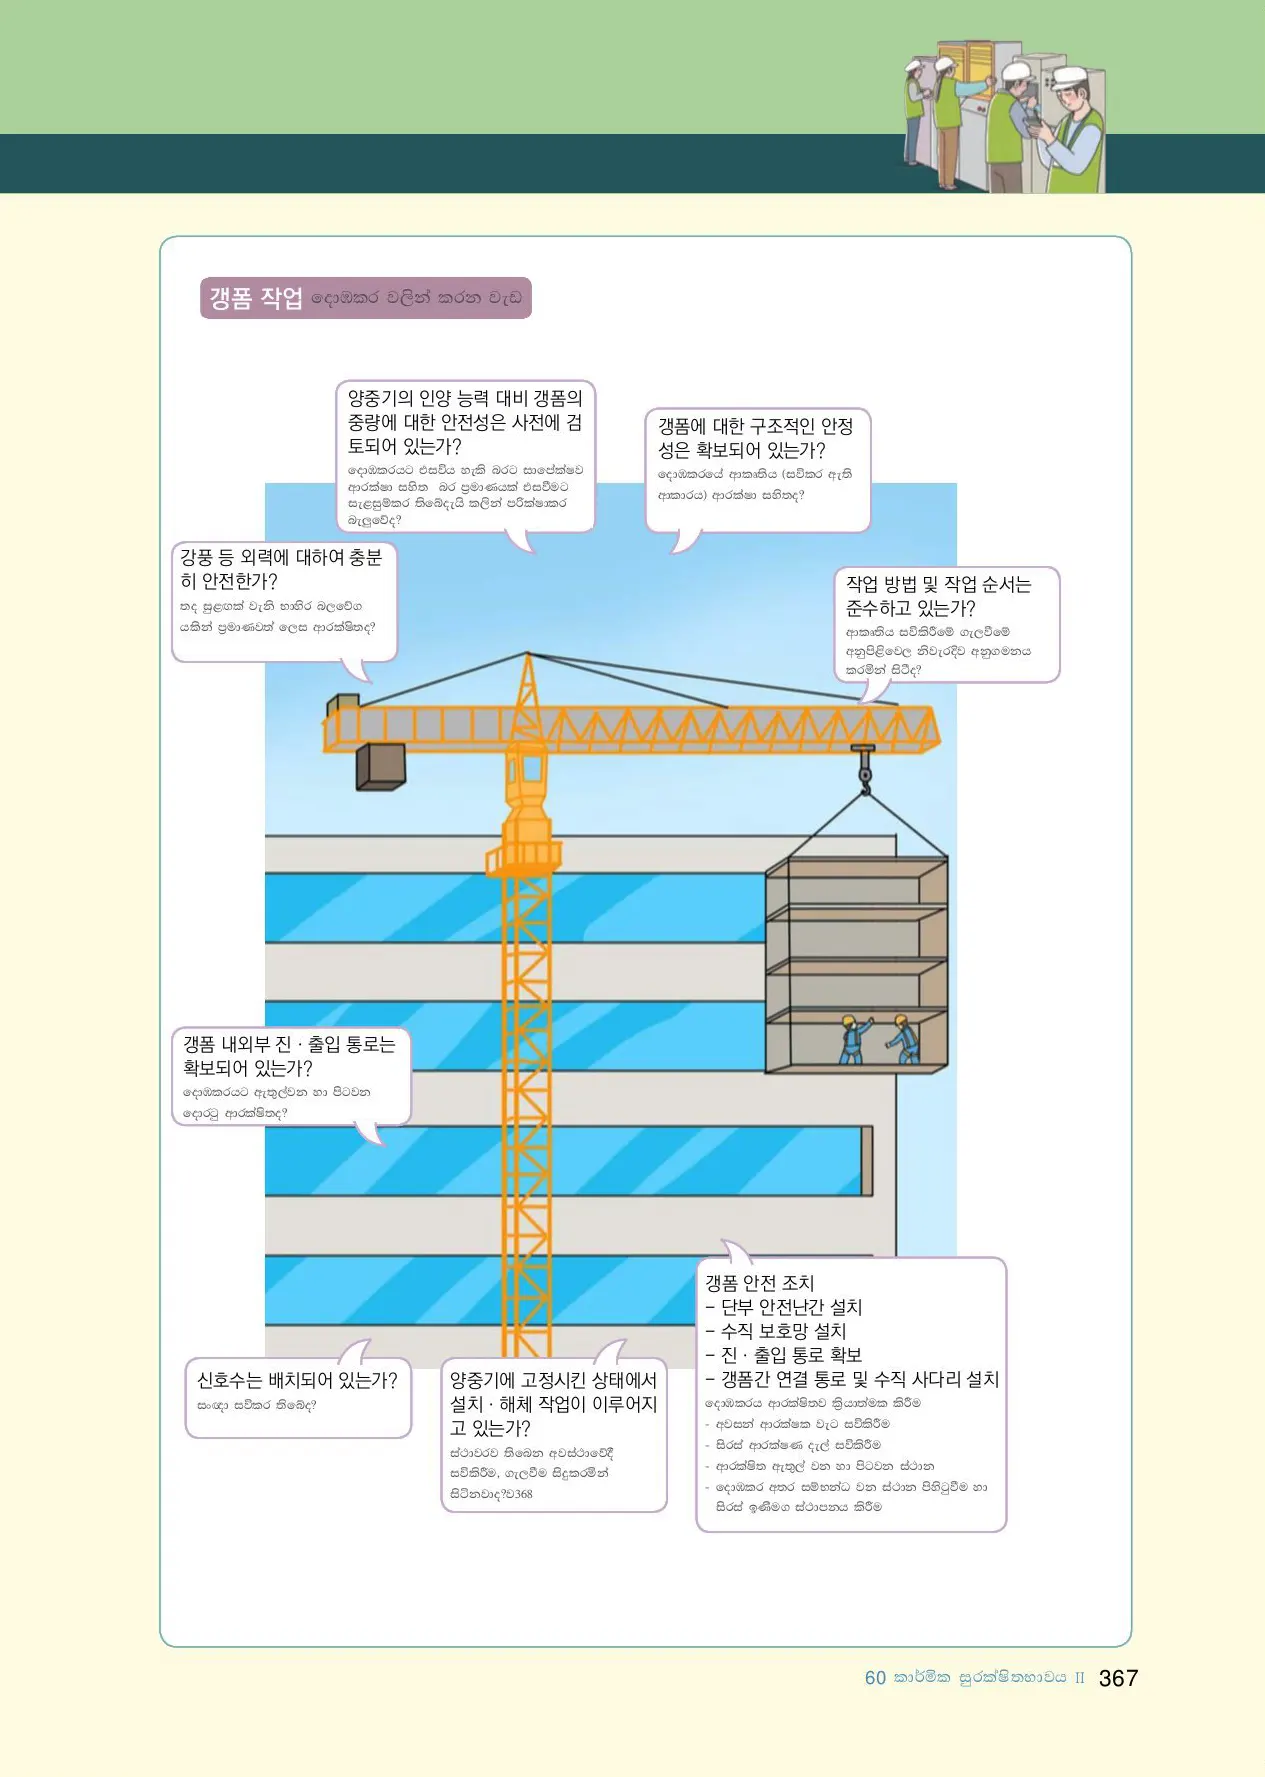 갱폼 작업 දොඹකර වලින් කරන වැඩ
양중기의 인양 능력 대비 갱폼의
중량에 대한 안전성은 사전에 검
토되어 있는가?
දොඹකරයට එසවිය හැකි බරට සාපේක්ෂව
ආරක්ෂා සහිත බර ප්‍රමාණයක් එසවීමට
සැළසුම්කර තිබේදැයි කලින් පරික්ෂාකර
බැලුවේද?
갱폼에 대한 구조적인 안정
성은 확보되어 있는가?
දොඹකරයේ ආකෘතිය (සවිකර ඇති
ආකාරය) ආරක්ෂා සහිතද?
강풍 등 외력에 대하여 충분
히 안전한가?
තද සුළඟක් වැනි භාහිර බලවේග
යකින් ප්‍රමාණවත් ලෙස ආරක්ෂිතද?
작업 방법 및 작업 순서는
준수하고 있는가?
ආකෘතිය සවිකිරීමේ ගැලවීමේ
අනුපිළිවෙල නිවැරදිව අනුගමනය
කරමින් සිටීද?
갱폼 내외부 진 · 출입 통로는
확보되어 있는가?
දොඹකරයට ඇතුල්වන හා පිටවන
දොරටු ආරක්ෂිතද?
갱폼 안전 조치
- 단부 안전난간 설치
- 수직 보호망 설치
- 진 · 출입 통로 확보
- 갱폼간 연결 통로 및 수직 사다리 설치
දොඹකරය ආරක්ෂිතව ක්‍රියාත්මක කිරීම
- අවසන් ආරක්ෂක වැට සවිකිරීම
- සිරස් ආරක්ෂණ දැල් සවිකිරීම
- ආරක්ෂිත ඇතුල් වන හා පිටවන ස්ථාන
- දොඹකර අතර සම්භන්ධ වන ස්ථාන පිහිටුවීම හා
සිරස් ඉණිමග ස්ථාපනය කිරීම
신호수는 배치되어 있는가?
සංඥා සවිකර තිබේද?
양중기에 고정시킨 상태에서
설치 · 해체 작업이 이루어지
고 있는가?
ස්ථාවරව තිබෙන අවස්ථාවේදී
සවිකිරීම, ගැලවීම සිදුකරමින්
සිටිනවාද?ව368
60 කාර්මික සුරක්ෂිතභාවය II 367